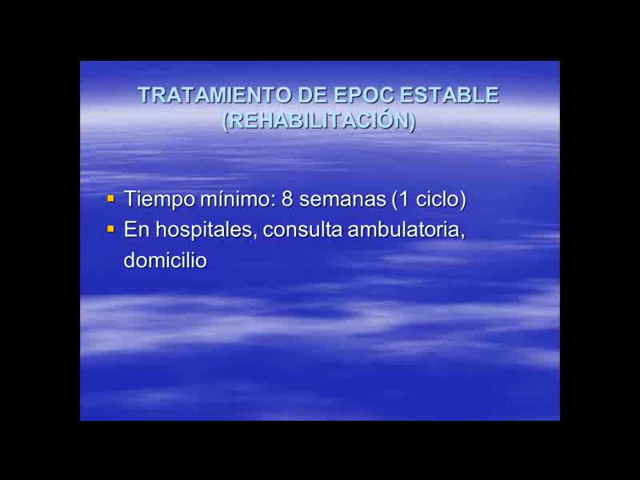 TRATAMIENTO DE EPOC ESTABLE
(REHABILITACIÓN)
Tiempo mínimo: 8 semanas (1 ciclo)
En hospitales, consulta ambulatoria,
domicilio